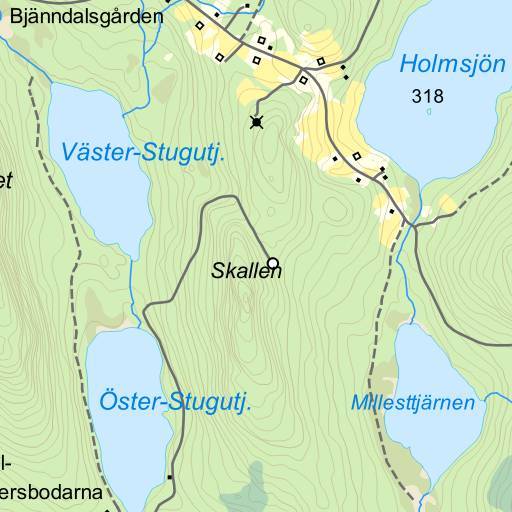 Bjänndalsgården
Holmsjön
318
Väster-Stugutj.
et
Skallen
Öster-Stugutj.
Millesttjärnen
l-
ersbodarna